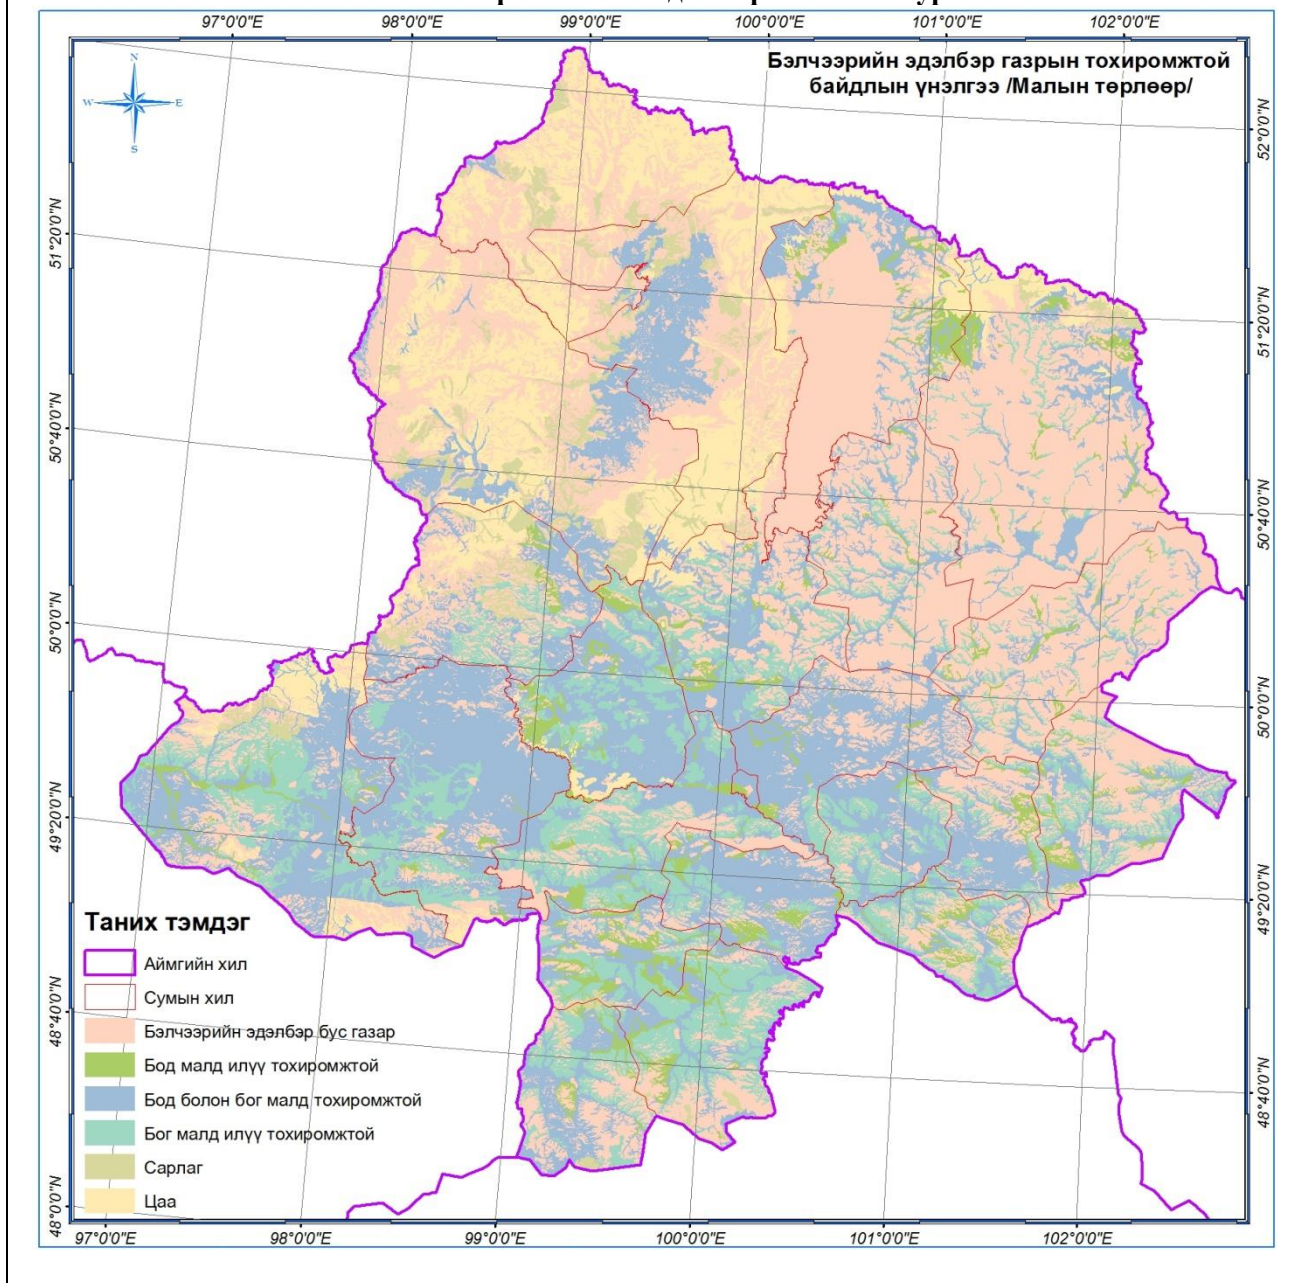 97°0'0"E 98°0'0"E 99°0'0"E 100°0'0"E 101°0'0"E 102°0'0"E
Бэлчээрийн эдэлбэр газрын тохиромжтой
байдлын үнэлгээ /Малын төрлөөр/
N
W E
S
52°0'0"N
51°20'0"N
51°20'0"N
50°40'0"N
50°40'0"N
50°0'0"N
50°0'0"N
49°20'0"N
49°20'0"N
48°40'0"N
48°40'0"N
48°0'0"N
Таних тэмдэг
Аймгийн хил
Сумын хил
Бэлчээрийн эдэлбэр бус газар
Бод малд илүү тохиромжтой
Бод болон бог малд тохиромжтой
Бог малд илүү тохиромжтой
Сарлаг
Цаа
97°0'0"E 98°0'0"E 99°0'0"E 100°0'0"E 101°0'0"E 102°0'0"E